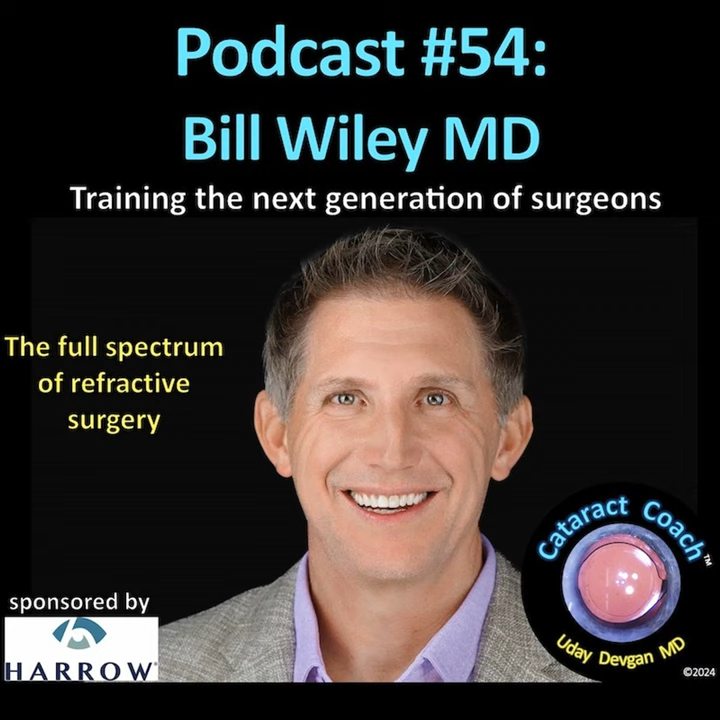 Podcast #54:
Bill Wiley MD
Training the next generation of surgeons
The full spectrum
of refractive
surgery
Cataract Coach™
Uday Devgan MD
sponsored by
HARROW®
©2024